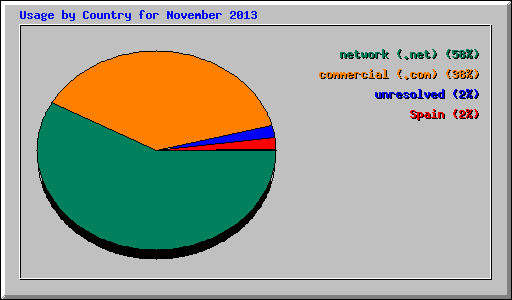 Usage by Country for November 2013
network (.net) (58%)
commercial (.com) (38%)
unresolved (2%)
Spain (2%)